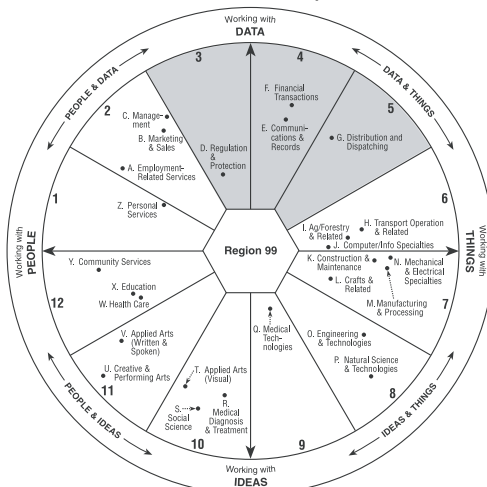 Working with
DATA
PEOPLE & DATA
DATA & THINGS
3
4
2
5
F. Financial
Transactions
C. Manage-
ment
B. Marketing
& Sales
E. Communi-
cations &
Records
G. Distribution and
Dispatching
D. Regulation
&
Protection
A. Employment-
Related Services
1
6
Z. Personal
Services
H. Transport Operation
& Related
I. Ag/Forestry
& Related
J. Computer/Info Specialties
Working with
PEOPLE
Region 99
Working with
THINGS
Y. Community Services
K. Construction &
Maintenance
N. Mechanical
& Electrical
Specialties
X. Education
W. Health Care
L. Crafts &
Related
M. Manufacturing
& Processing
12
7
V. Applied Arts
(Written &
Spoken)
Q. Medical
Tech-
nologies
O. Engineering &
Technologies
U. Creative &
Performing Arts
T. Applied Arts
(Visual)
P. Natural Science
& Technologies
S.
Social
Science
R.
Medical
Diagnosis
& Treatment
11
8
10
9
PEOPLE & IDEAS
IDEAS & THINGS
Working with
IDEAS